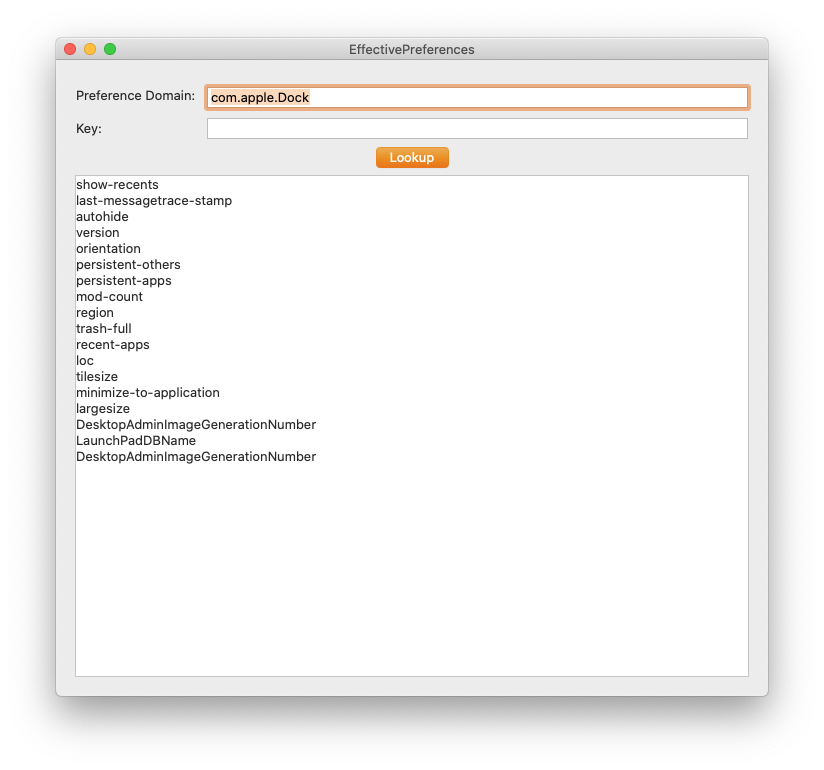 EffectivePreferences
Preference Domain: com.apple.Dock
Key:
Lookup
show-recents
last-messagetrace-stamp
autohide
version
orientation
persistent-others
persistent-apps
mod-count
region
trash-full
recent-apps
loc
tilesize
minimize-to-application
largesize
DesktopAdminImageGenerationNumber
LaunchPadDBName
DesktopAdminImageGenerationNumber